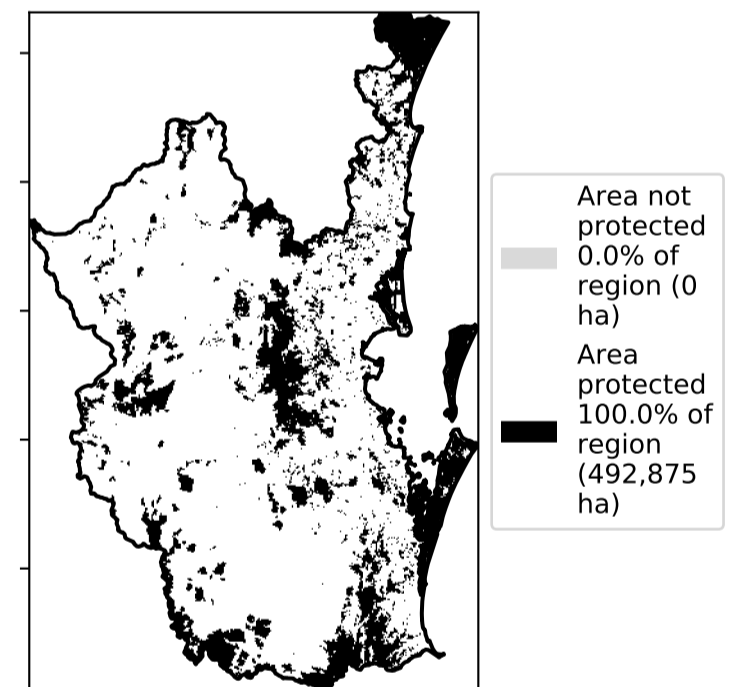 Area not
protected
0.0% of
region (0
ha)
Area
protected
100.0% of
region
(492,875
ha)